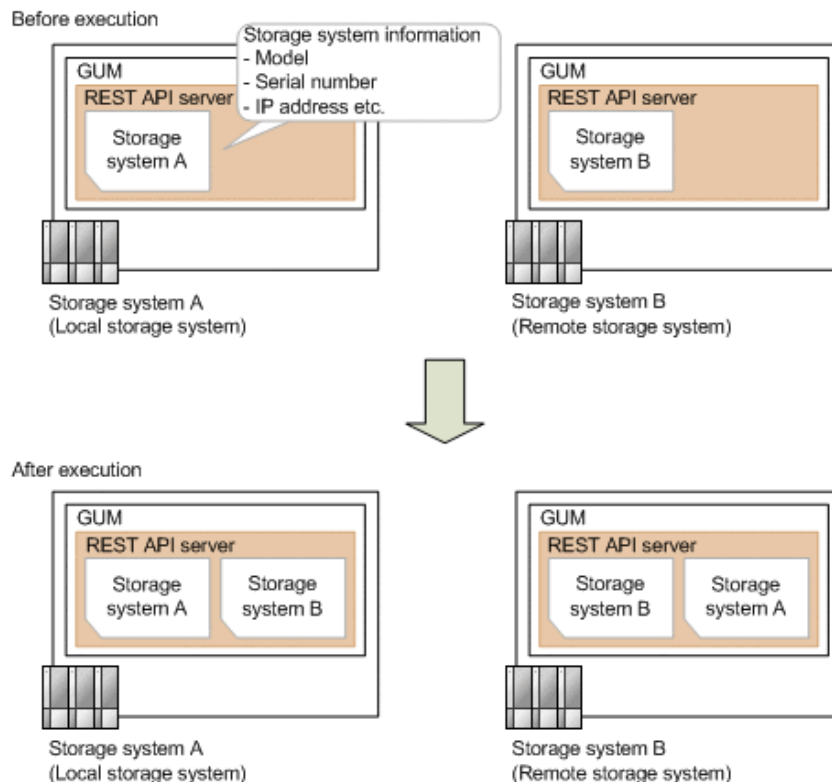 Before execution
Storage system information
- Model
- Serial number
- IP address etc.
GUM
REST API server
Storage
system A
Storage system A
(Local storage system)
GUM
REST API server
Storage
system B
Storage system B
(Remote storage system)
After execution
GUM
REST API server
Storage
system A
Storage
system B
Storage system A
(Local storage system)
GUM
REST API server
Storage
system B
Storage
system A
Storage system B
(Remote storage system)